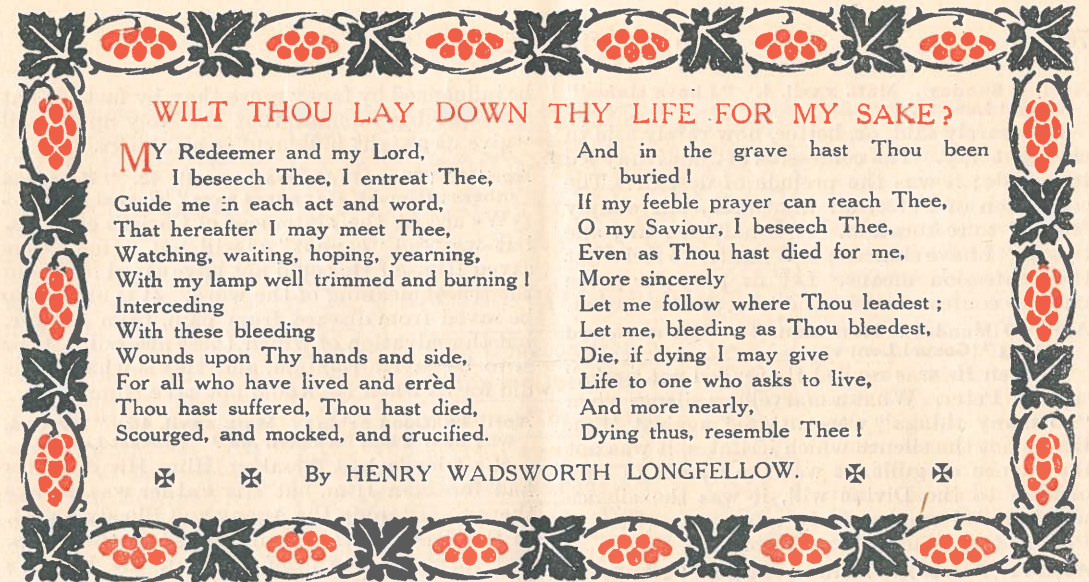 WILT THOU LAY DOWN THY LIFE FOR MY SAKE?
MY Redeemer and my Lord,
I beseech Thee, I entreat Thee,
Guide me in each act and word,
That hereafter I may meet Thee,
Watching, waiting, hoping, yearning,
With my lamp well trimmed and burning!
Interceding
With these bleeding
Wounds upon Thy hands and side,
For all who have lived and errèd
Thou hast suffered, Thou hast died,
Scourged, and mocked, and crucified.
And in the grave hast Thou been
buried!
If my feeble prayer can reach Thee,
O my Saviour, I beseech Thee,
Even as Thou hast died for me,
More sincerely
Let me follow where Thou leadest;
Let me, bleeding as Thou bleedest,
Die, if dying I may give
Life to one who asks to live,
And more nearly,
Dying thus, resemble Thee!
By HENRY WADSWORTH LONGFELLOW.